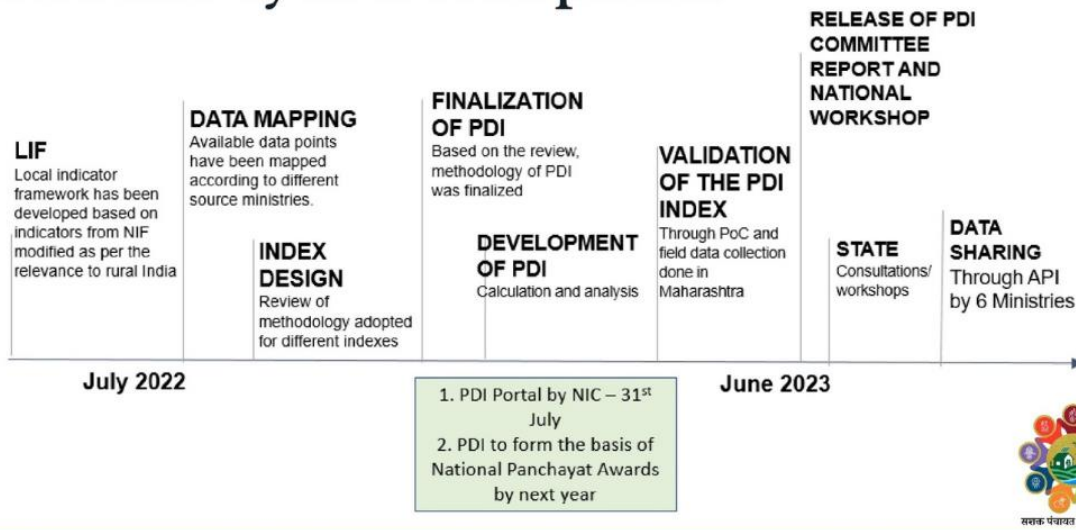 LIF
Local indicator
framework has been
developed based on
indicators from NIF
modified as per the
relevance to rural India
DATA MAPPING
Available data points
have been mapped
according to different
source ministries.
INDEX
DESIGN
Review of
methodology adopted
for different indexes
FINALIZATION
OF PDI
Based on the review,
methodology of PDI
was finalized
DEVELOPMENT
OF PDI
Calculation and analysis
VALIDATION
OF THE PDI
INDEX
Through PoC and
field data collection
done in
Maharashtra
RELEASE OF PDI
COMMITTEE
REPORT AND
NATIONAL
WORKSHOP
STATE
Consultations/
workshops
DATA
SHARING
Through API
by 6 Ministries
July 2022
June 2023
1. PDI Portal by NIC – 31st
July
2. PDI to form the basis of
National Panchayat Awards
by next year
सशक्त पंचायत